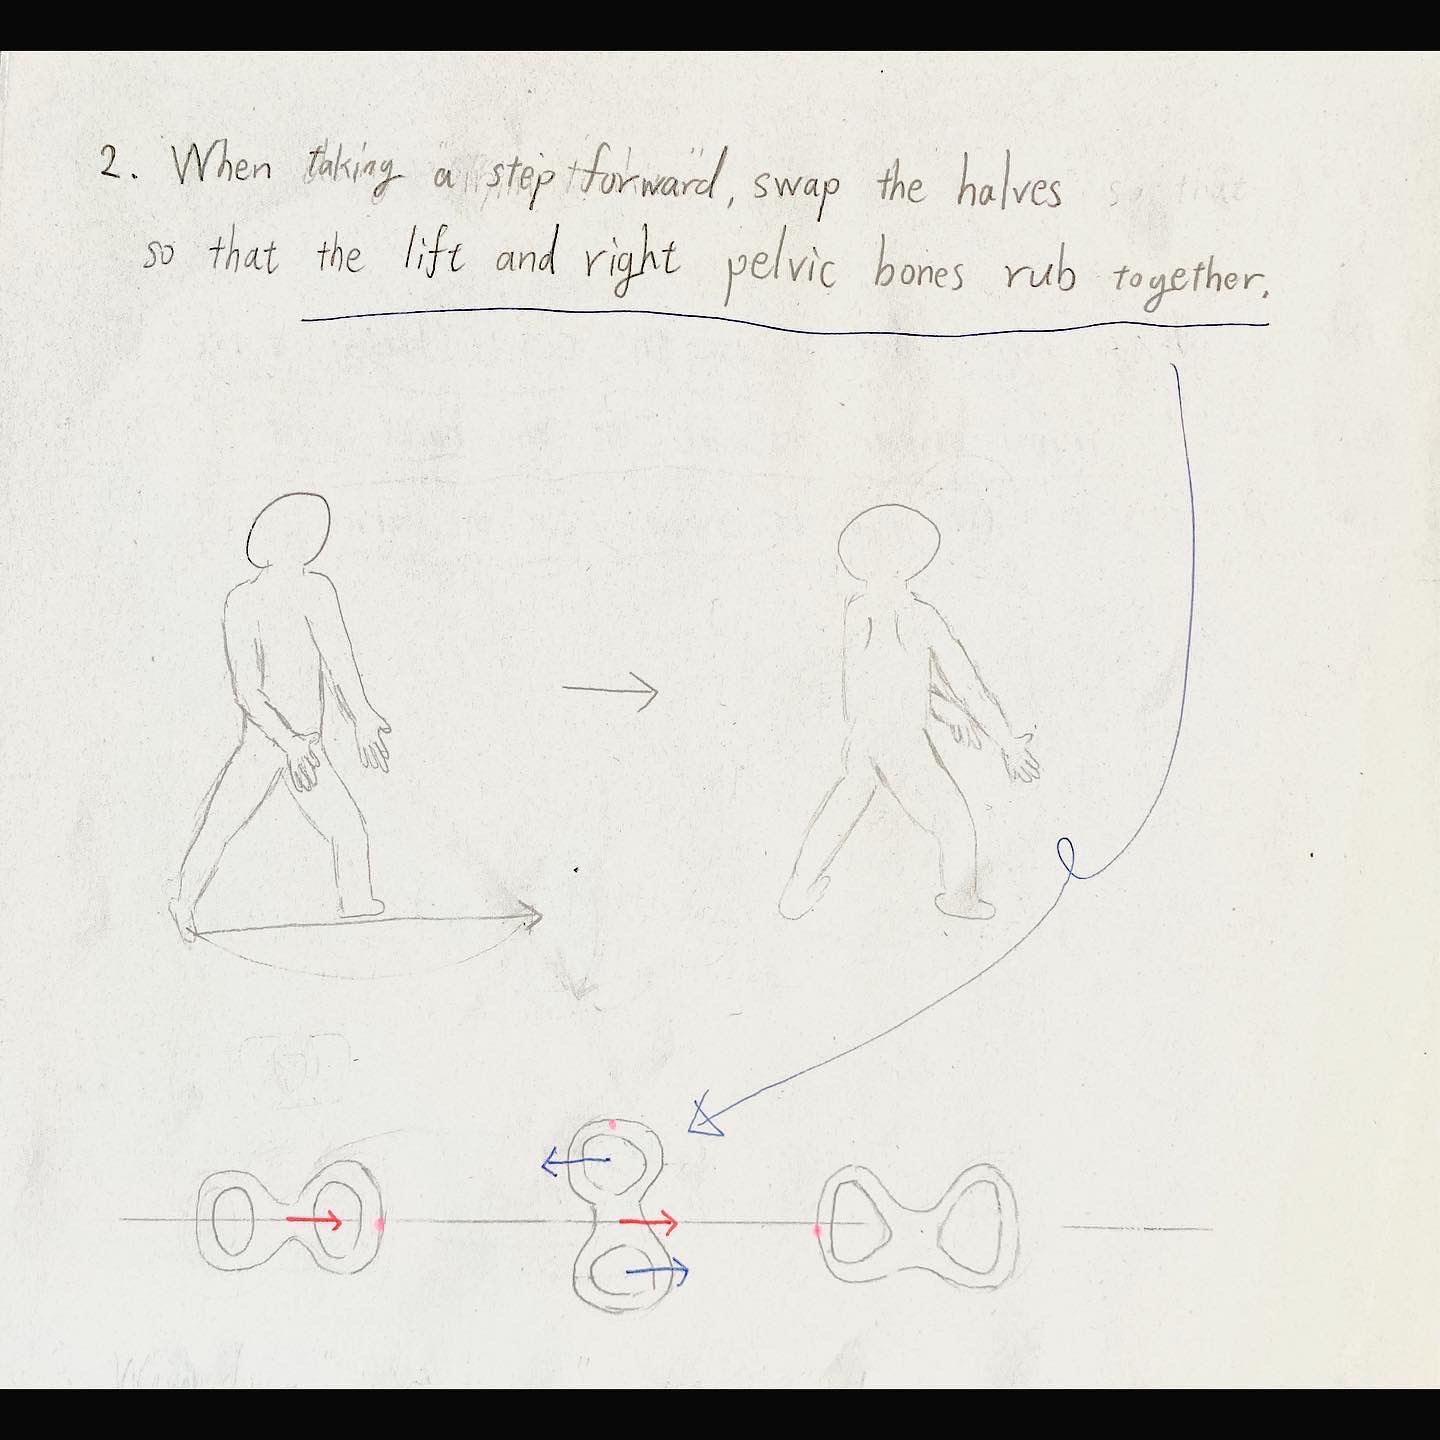 2. When taking a step forward, swap the halves
so that the lift and right pelvic bones rub together.